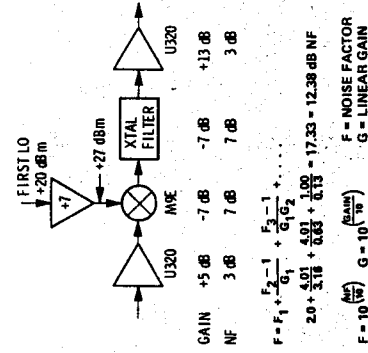 FIRST LO
+20 dBm
+7
+27 dBm
XTAL
FILTER
U320 M9E U320
GAIN +5 dB -7 dB -7 dB +13 dB
NF 3 dB 7 dB 7 dB 3 dB
F = F1 + F2 – 1 / G1 + F3 – 1 / G1G2 + .....
2.0 + 4.01 / 3.16 + 4.01 / 0.63 + 1.00 / 0.13 = 17.33 = 12.38 dB NF
F = 10(NF/10) G = 10(GAIN/10) F = NOISE FACTOR
G = LINEAR GAIN